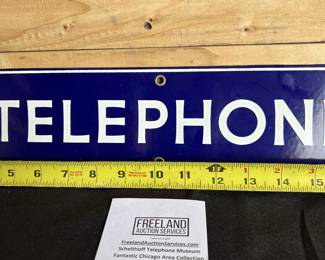 TELEPHON
5 6 7 8 9 10 11 12 13 14 15
FREELAND
AUCTION SERVICES
FreelandAuctionServices.com
Schelthoff Telephone Museum
Fantastic Chicago Area Collection